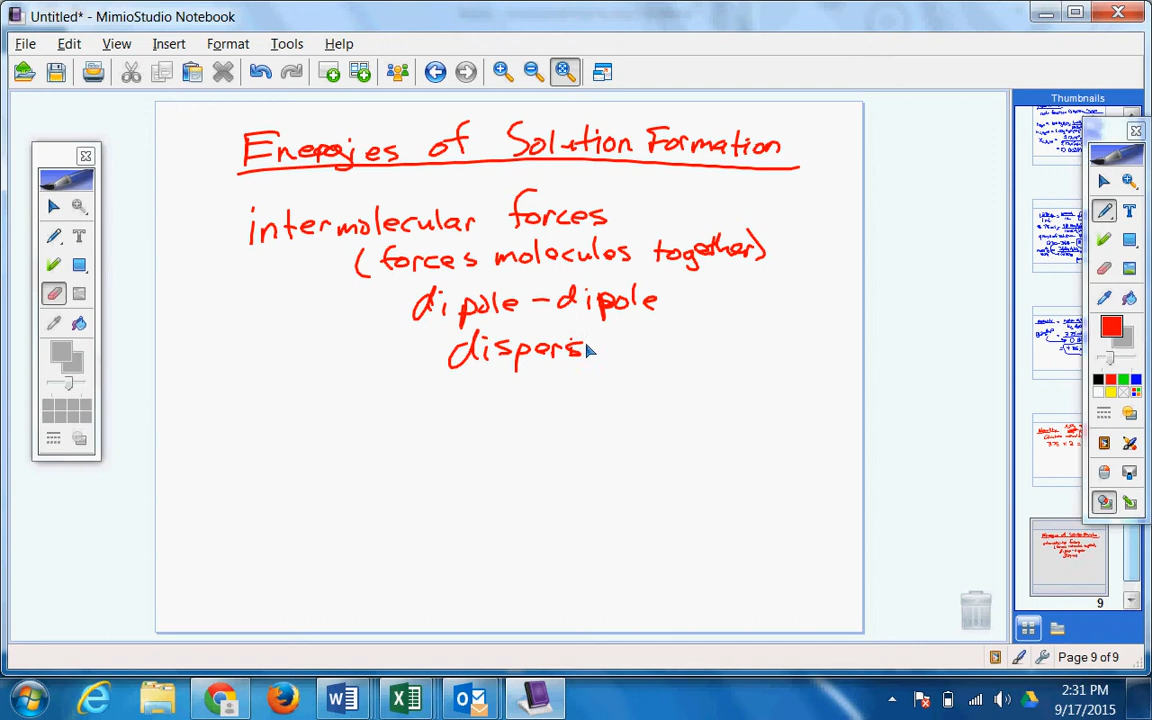 Untitled* - MimioStudio Notebook
File Edit View Insert Format Tools Help
Thumbnails
Energies of Solution Formation
intermolecular forces
(forces molecules together)
dipole-dipole
dispers
9
Page 9 of 9
2:31 PM
9/17/2015